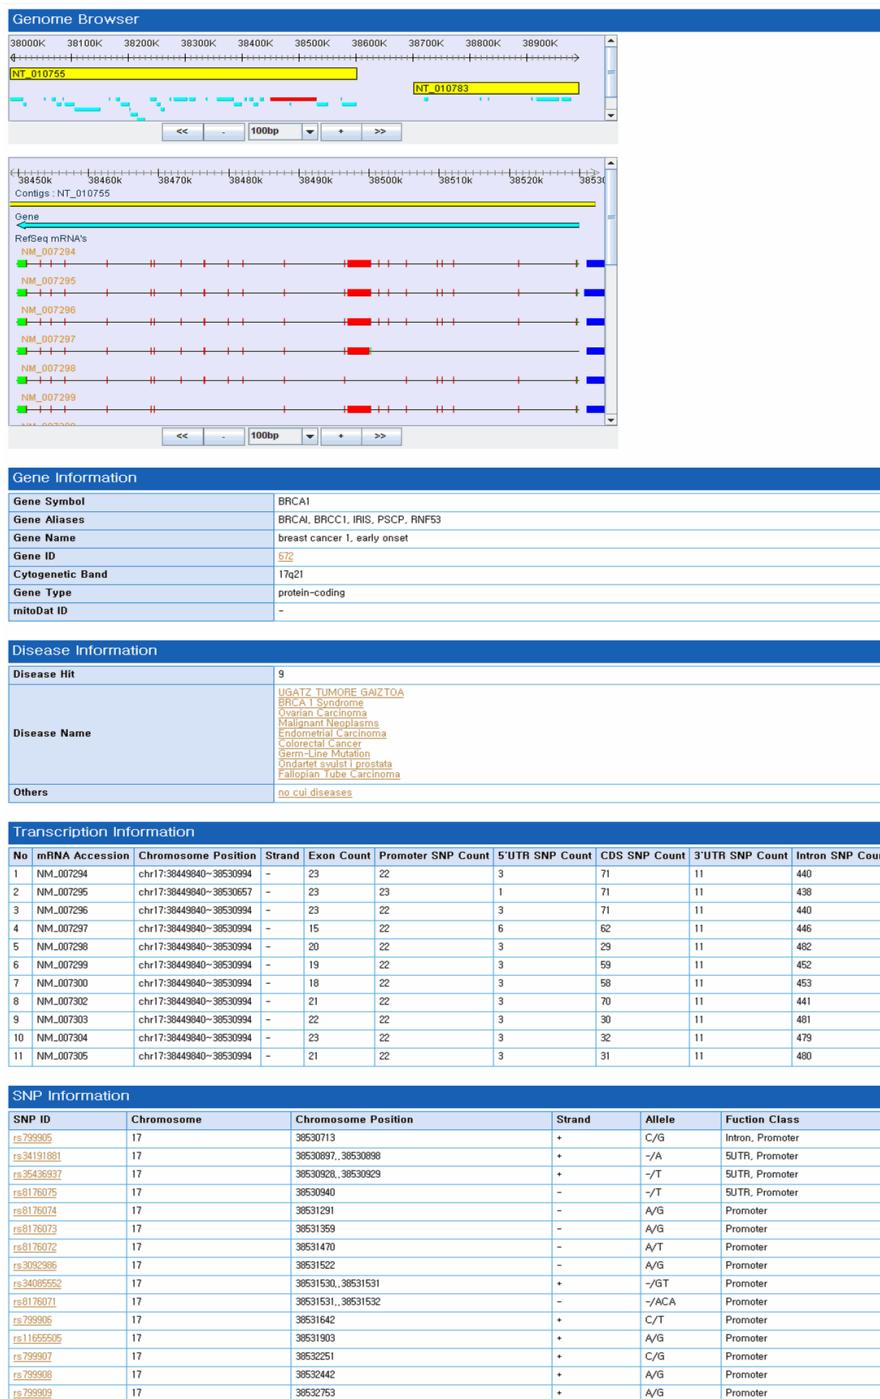 Genome Browser
38000K 38100K 38200K 38300K 38400K 38500K 38600K 38700K 38800K 38900K
NT_010755
NT_010783
<< - 100bp + >>
38450k 38460k 38470k 38480k 38490k 38500k 38510k 38520k 3853
Contigs : NT_010755
Gene
RefSeq mRNA's
NM_007294
NM_007295
NM_007296
NM_007297
NM_007298
NM_007299
<< - 100bp + >>
Gene Information
Gene Symbol BRCA1
Gene Aliases BRCAI, BRCC1, IRIS, PSCP, RNF53
Gene Name breast cancer 1, early onset
Gene ID 672
Cytogenetic Band 17q21
Gene Type protein-coding
mitoDat ID -
Disease Information
Disease Hit 9
Disease Name
UGATZ TUMORE GAIZTOA
BRCA 1 Syndrome
Ovarian Carcinoma
Malignant Neoplasms
Endometrial Carcinoma
Colorectal Cancer
Germ-Line Mutation
Ondartet svulst i prostata
Fallopian Tube Carcinoma
Others no cui diseases
Transcription Information
No mRNA Accession Chromosome Position Strand Exon Count Promoter SNP Count 5'UTR SNP Count CDS SNP Count 3'UTR SNP Count Intron SNP Cou
1 NM_007294 chr17:38449840~38530994 - 23 22 3 71 11 440
2 NM_007295 chr17:38449840~38530657 - 23 23 1 71 11 438
3 NM_007296 chr17:38449840~38530994 - 23 22 3 71 11 440
4 NM_007297 chr17:38449840~38530994 - 15 22 6 62 11 446
5 NM_007298 chr17:38449840~38530994 - 20 22 3 29 11 482
6 NM_007299 chr17:38449840~38530994 - 19 22 3 59 11 452
7 NM_007300 chr17:38449840~38530994 - 18 22 3 58 11 453
8 NM_007302 chr17:38449840~38530994 - 21 22 3 70 11 441
9 NM_007303 chr17:38449840~38530994 - 22 22 3 30 11 481
10 NM_007304 chr17:38449840~38530994 - 23 22 3 32 11 479
11 NM_007305 chr17:38449840~38530994 - 21 22 3 31 11 480
SNP Information
SNP ID Chromosome Chromosome Position Strand Allele Fuction Class
rs799905 17 38530713 + C/G Intron, Promoter
rs34191881 17 38530897..38530898 + -/A 5UTR, Promoter
rs35436937 17 38530928..38530929 + -/T 5UTR, Promoter
rs8176075 17 38530940 - -/T 5UTR, Promoter
rs8176074 17 38531291 - A/G Promoter
rs8176073 17 38531359 - A/G Promoter
rs8176072 17 38531470 - A/T Promoter
rs3092986 17 38531522 - A/G Promoter
rs34085552 17 38531530..38531531 + -/GT Promoter
rs8176071 17 38531531..38531532 - -/ACA Promoter
rs799906 17 38531642 + C/T Promoter
rs11655505 17 38531903 + A/G Promoter
rs799907 17 38532251 + C/G Promoter
rs799908 17 38532442 + A/G Promoter
rs799909 17 38532753 + A/G Promoter